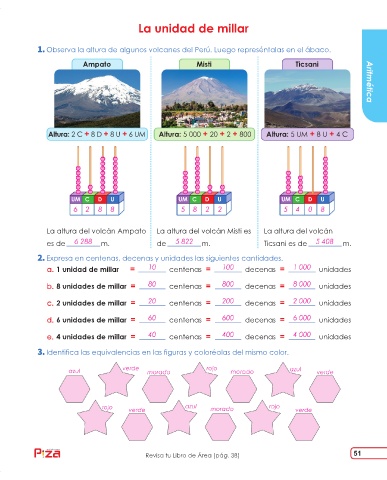 La unidad de millar
1. Observa la altura de algunos volcanes del Perú. Luego represéntalas en el ábaco.
Aritmética
Ampato Misti Ticsani
Altura: 2 C + 8 D + 8 U + 6 UM Altura: 5 000 + 20 + 2 + 800 Altura: 5 UM + 8 U + 4 C
UM C D U UM C D U UM C D U
6 2 8 8 5 8 2 2 5 4 0 8
La altura del volcán Ampato La altura del volcán Misti es La altura del volcán
es de 6 288 m. de 5 822 m. Ticsani es de 5 408 m.
2. Expresa en centenas, decenas y unidades las siguientes cantidades.
a. 1 unidad de millar = 10 centenas = 100 decenas = 1 000 unidades
b. 8 unidades de millar = 80 centenas = 800 decenas = 8 000 unidades
c. 2 unidades de millar = 20 centenas = 200 decenas = 2 000 unidades
d. 6 unidades de millar = 60 centenas = 600 decenas = 6 000 unidades
e. 4 unidades de millar = 40 centenas = 400 decenas = 4 000 unidades
3. Identifica las equivalencias en las figuras y coloréalas del mismo color.
azul verde morado rojo morado azul verde
rojo verde azul morado rojo verde
Revisa tu Libro de Área (pág. 38)
51